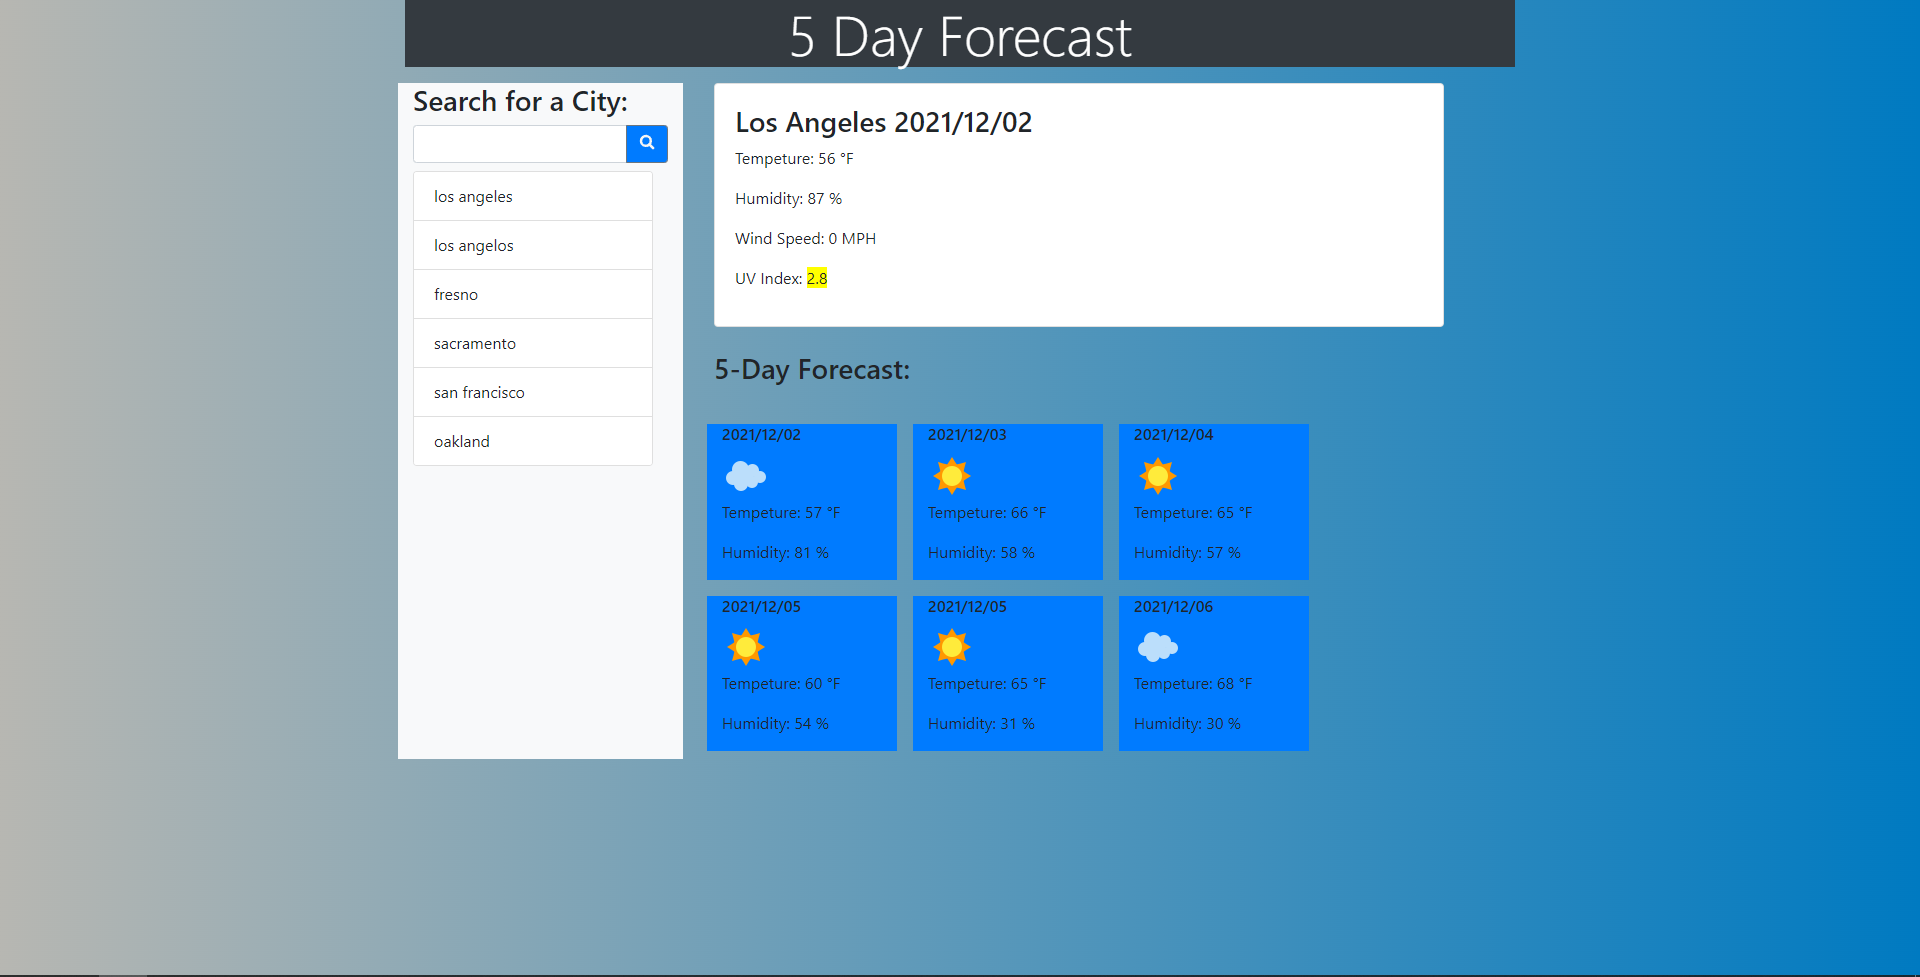 5 Day Forecast
Search for a City:
los angeles
los angelos
fresno
sacramento
san francisco
oakland
Los Angeles 2021/12/02
Tempeture: 56 °F
Humidity: 87 %
Wind Speed: 0 MPH
UV Index: 2.8
5-Day Forecast:
2021/12/02
Tempeture: 57 °F
Humidity: 81 %
2021/12/03
Tempeture: 66 °F
Humidity: 58 %
2021/12/04
Tempeture: 65 °F
Humidity: 57 %
2021/12/05
Tempeture: 60 °F
Humidity: 54 %
2021/12/05
Tempeture: 65 °F
Humidity: 31 %
2021/12/06
Tempeture: 68 °F
Humidity: 30 %